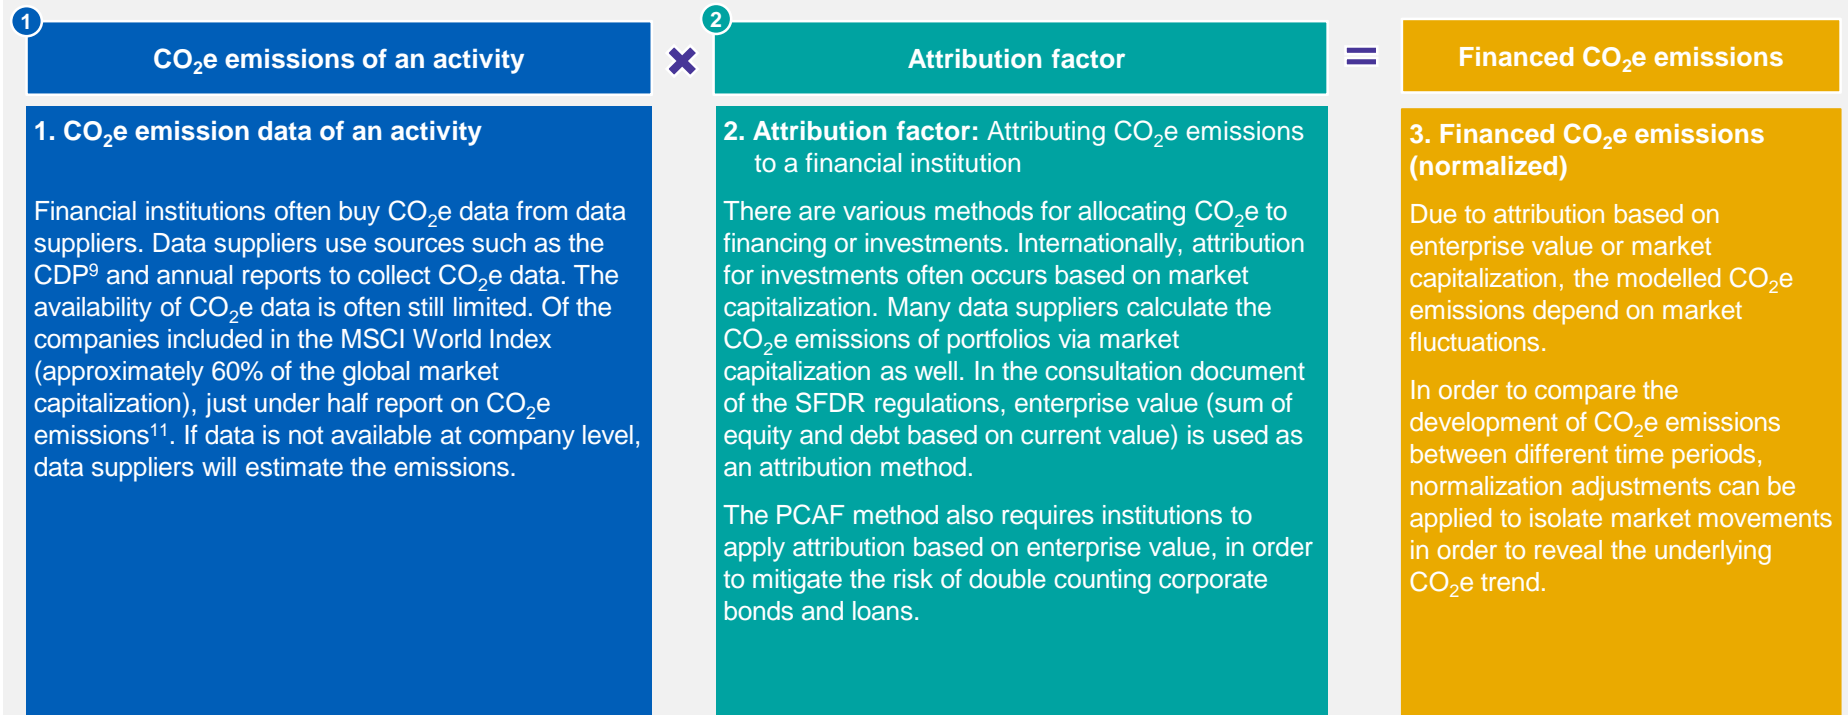 1
CO₂e emissions of an activity
×
2
Attribution factor
=
Financed CO₂e emissions
1. CO₂e emission data of an activity
Financial institutions often buy CO₂e data from data
suppliers. Data suppliers use sources such as the
CDP⁹ and annual reports to collect CO₂e data. The
availability of CO₂e data is often still limited. Of the
companies included in the MSCI World Index
(approximately 60% of the global market
capitalization), just under half report on CO₂e
emissions¹¹. If data is not available at company level,
data suppliers will estimate the emissions.
2. Attribution factor: Attributing CO₂e emissions
to a financial institution
There are various methods for allocating CO₂e to
financing or investments. Internationally, attribution
for investments often occurs based on market
capitalization. Many data suppliers calculate the
CO₂e emissions of portfolios via market
capitalization as well. In the consultation document
of the SFDR regulations, enterprise value (sum of
equity and debt based on current value) is used as
an attribution method.
The PCAF method also requires institutions to
apply attribution based on enterprise value, in order
to mitigate the risk of double counting corporate
bonds and loans.
3. Financed CO₂e emissions
(normalized)
Due to attribution based on
enterprise value or market
capitalization, the modelled CO₂e
emissions depend on market
fluctuations.
In order to compare the
development of CO₂e emissions
between different time periods,
normalization adjustments can be
applied to isolate market movements
in order to reveal the underlying
CO₂e trend.